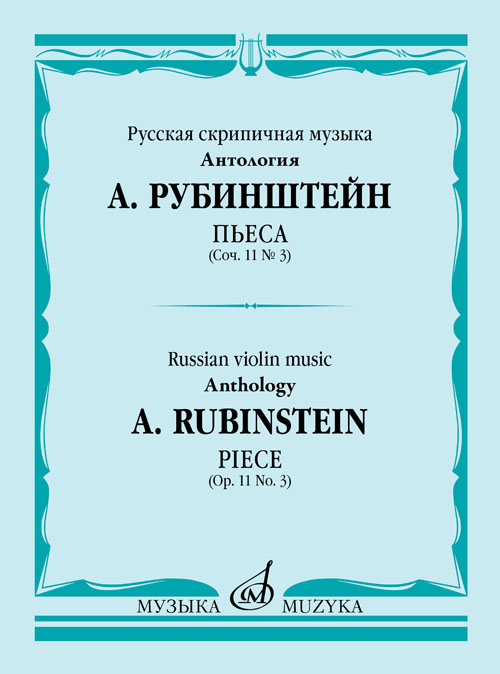 Русская скрипичная музыка
Антология
А. РУБИНШТЕЙН
ПЬЕСА
(Соч. 11 № 3)
Russian violin music
Anthology
A. RUBINSTEIN
PIECE
(Op. 11 No. 3)
МУЗЫКА М MUZYKA